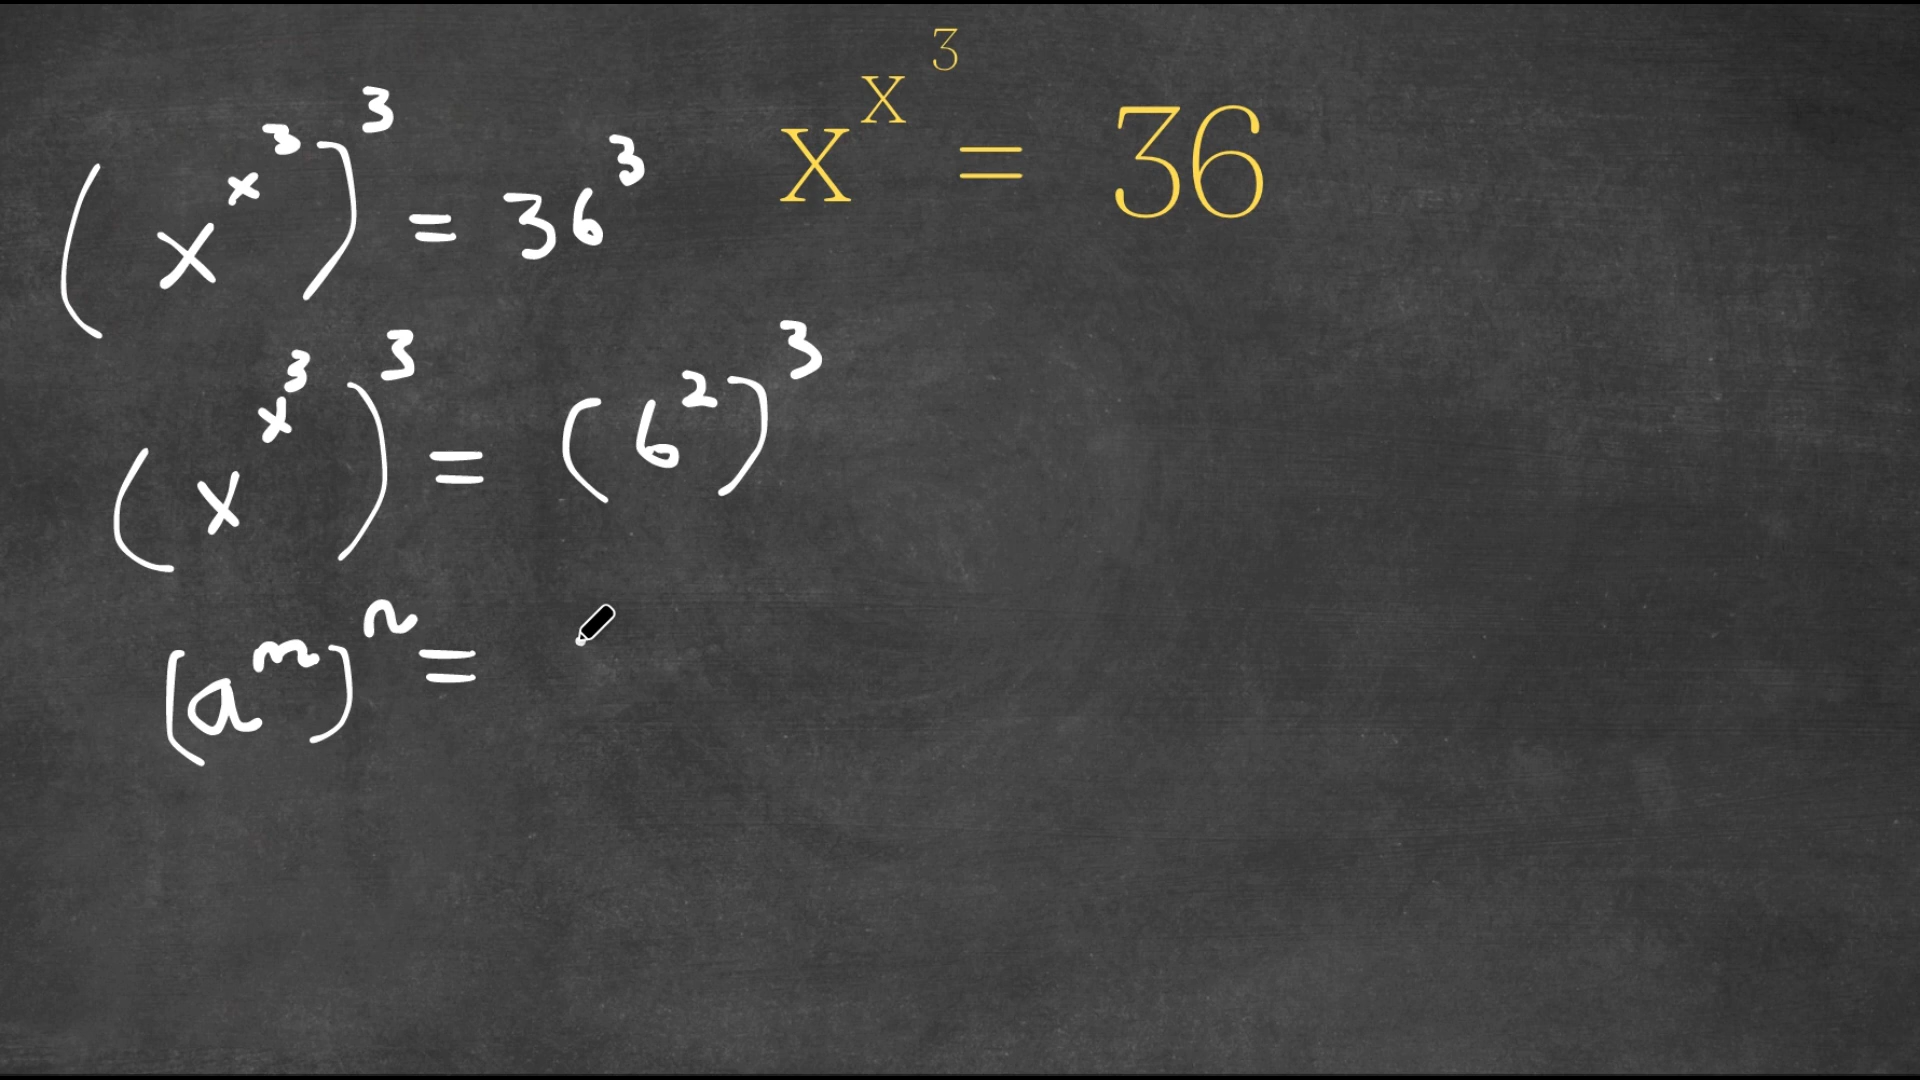 x^x^3 = 36
(x^x^3)^3 = 36^3
(x^x^3)^3 = (6^2)^3
(a^m)^n =